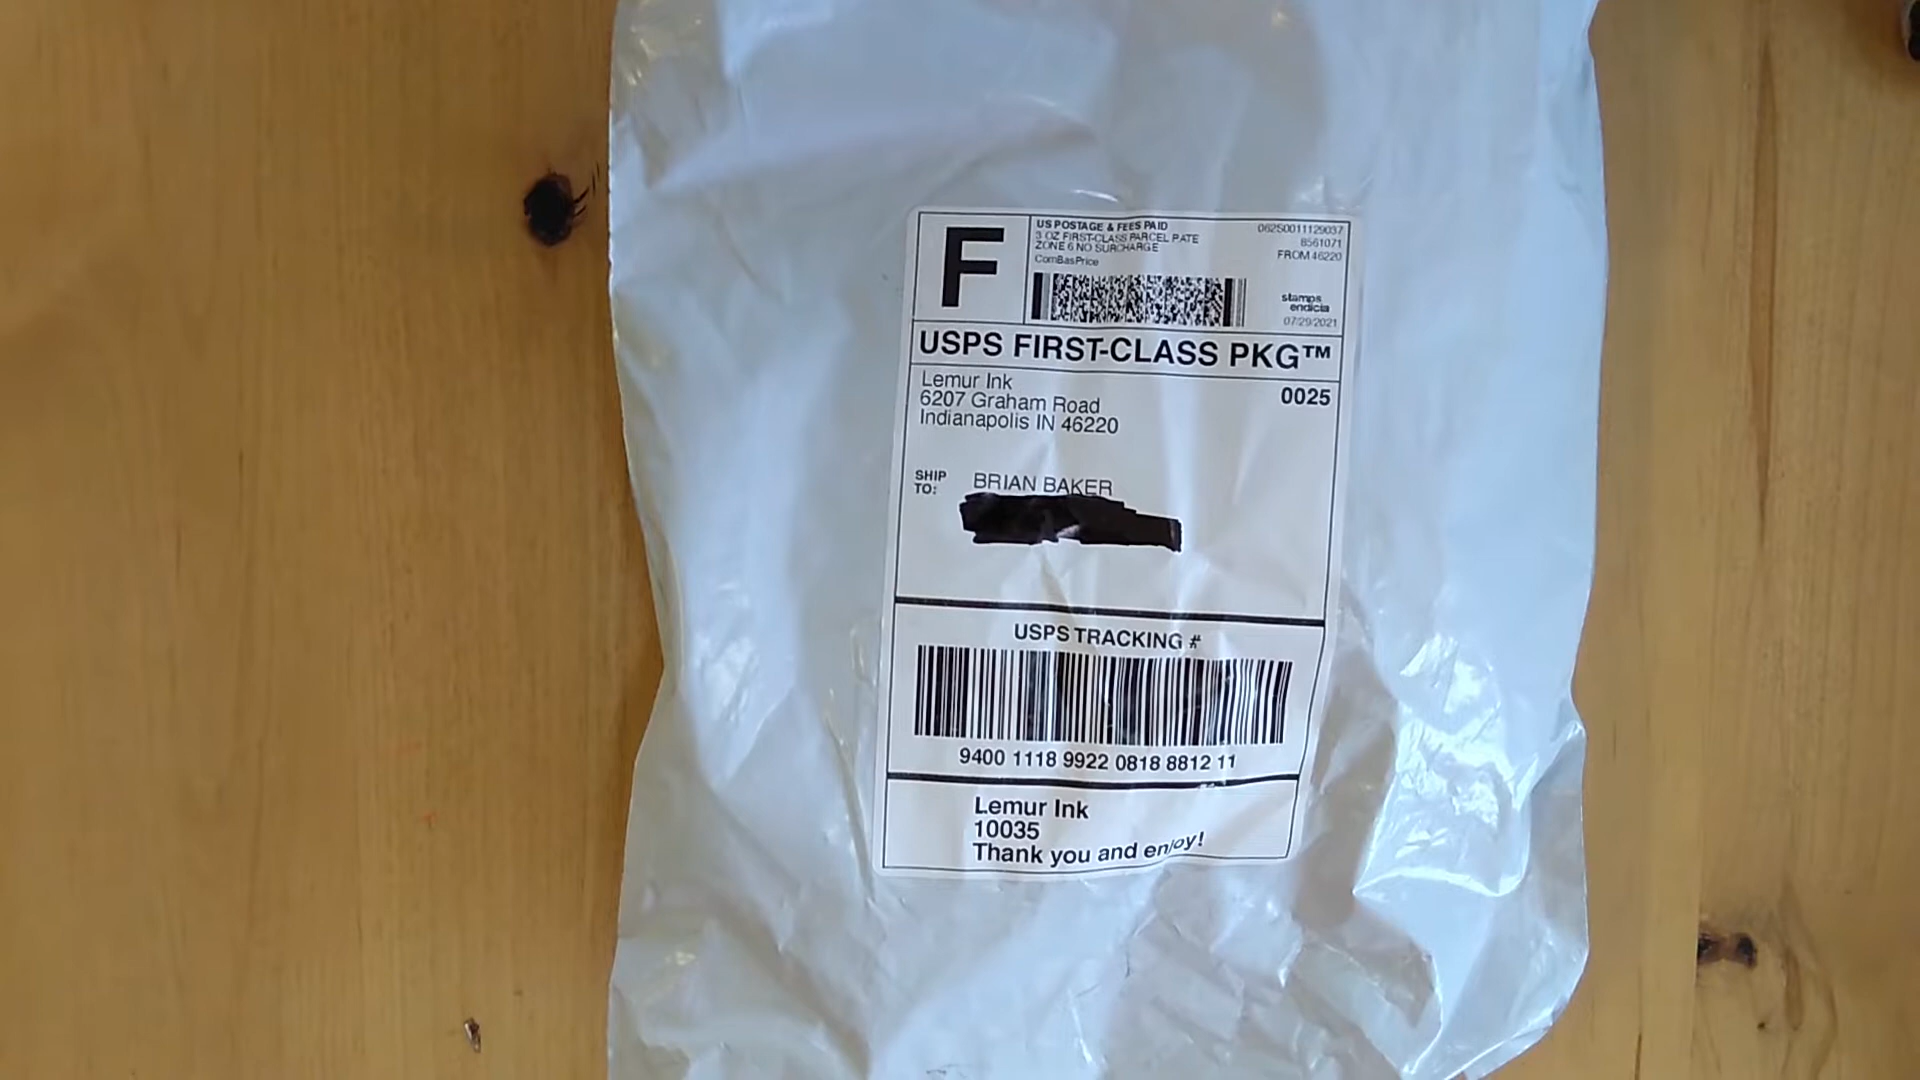 F
US POSTAGE & FEES PAID
3 OZ FIRST-CLASS PARCEL RATE
ZONE 6 NO SURCHARGE
ComBasPrice
062S0011129037
8561071
FROM 46220
stamps
endicia
07/29/2021
USPS FIRST-CLASS PKG™
Lemur Ink
6207 Graham Road
Indianapolis IN 46220
0025
SHIP
TO:
BRIAN BAKER
USPS TRACKING #
9400 1118 9922 0818 8812 11
Lemur Ink
10035
Thank you and enjoy!